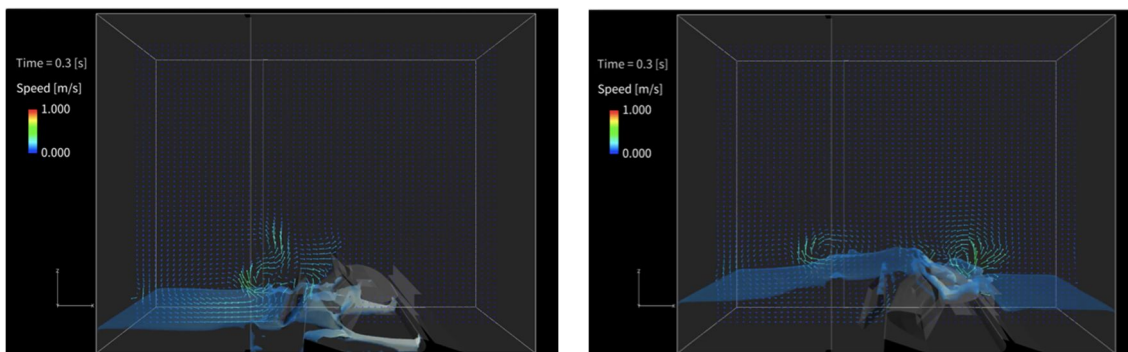 Time = 0.3 [s]
Speed [m/s]
1.000
0.000
z
Time = 0.3 [s]
Speed [m/s]
1.000
0.000
z